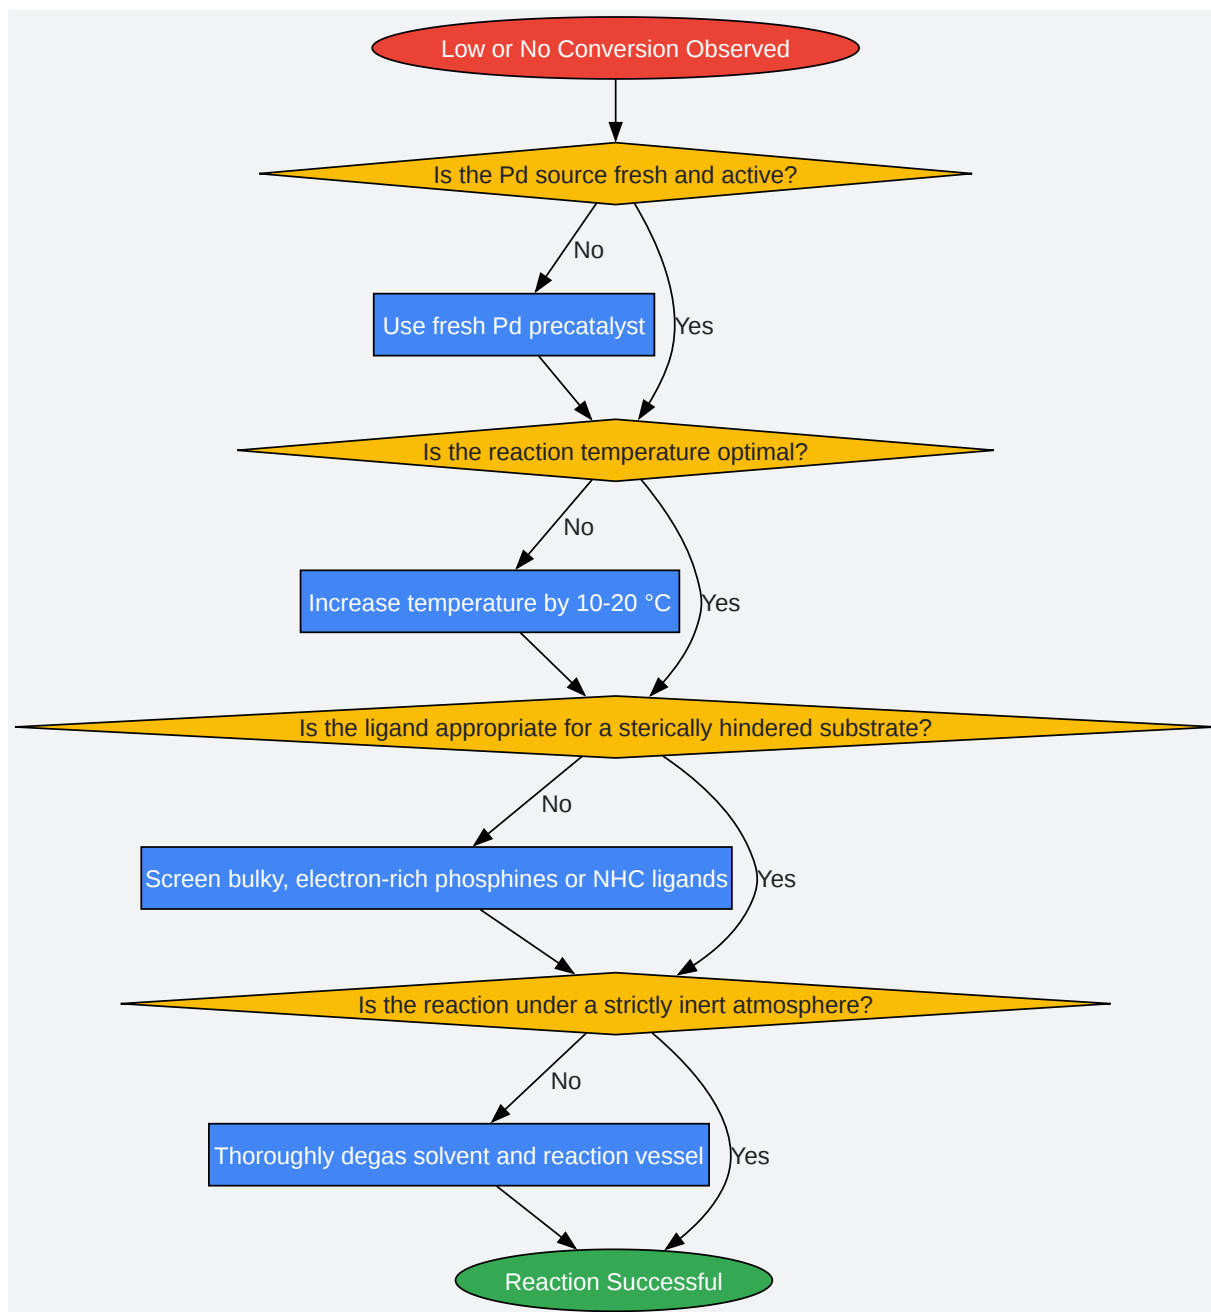 Low or No Conversion Observed
Is the Pd source fresh and active?
No
Use fresh Pd precatalyst
Yes
Is the reaction temperature optimal?
No
Increase temperature by 10-20 °C
Yes
Is the ligand appropriate for a sterically hindered substrate?
No
Screen bulky, electron-rich phosphines or NHC ligands
Yes
Is the reaction under a strictly inert atmosphere?
No
Thoroughly degas solvent and reaction vessel
Yes
Reaction Successful